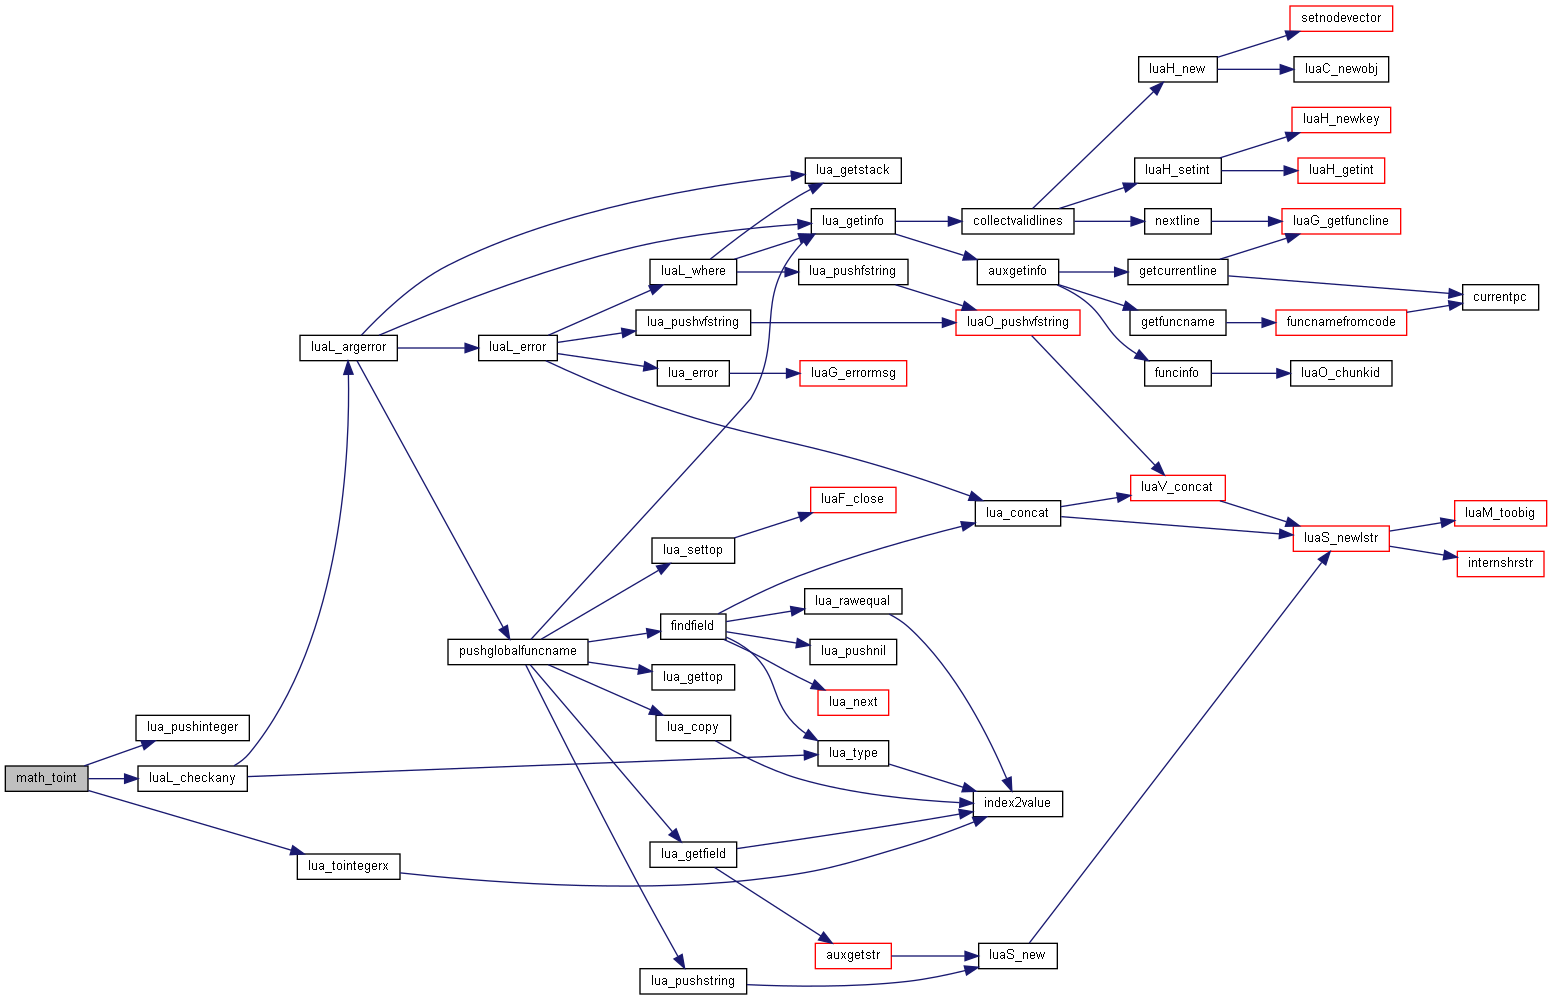 setnodevector
luaH_new
luaC_newobj
luaH_newkey
lua_getstack
luaH_setint
luaH_getint
lua_getinfo
collectvalidlines
nextline
luaG_getfuncline
luaL_where
lua_pushfstring
auxgetinfo
getcurrentline
currentpc
luaL_argerror
luaL_error
lua_pushvfstring
luaO_pushvfstring
getfuncname
funcnamefromcode
lua_error
luaG_errormsg
funcinfo
luaO_chunkid
luaF_close
lua_concat
luaV_concat
luaS_newlstr
luaM_toobig
internshrstr
lua_settop
lua_rawequal
findfield
pushglobalfuncname
lua_pushnil
lua_gettop
lua_next
lua_pushinteger
lua_copy
lua_type
math_toint
luaL_checkany
index2value
lua_tointegerx
lua_getfield
auxgetstr
luaS_new
lua_pushstring